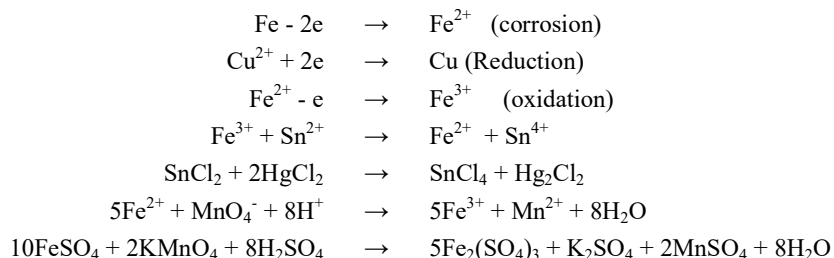 Fe - 2e → Fe²⁺ (corrosion)
Cu²⁺ + 2e → Cu (Reduction)
Fe²⁺ - e → Fe³⁺ (oxidation)
Fe³⁺ + Sn²⁺ → Fe²⁺ + Sn⁴⁺
SnCl₂ + 2HgCl₂ → SnCl₄ + Hg₂Cl₂
5Fe²⁺ + MnO₄⁻ + 8H⁺ → 5Fe³⁺ + Mn²⁺ + 8H₂O
10FeSO₄ + 2KMnO₄ + 8H₂SO₄ → 5Fe₂(SO₄)₃ + K₂SO₄ + 2MnSO₄ + 8H₂O